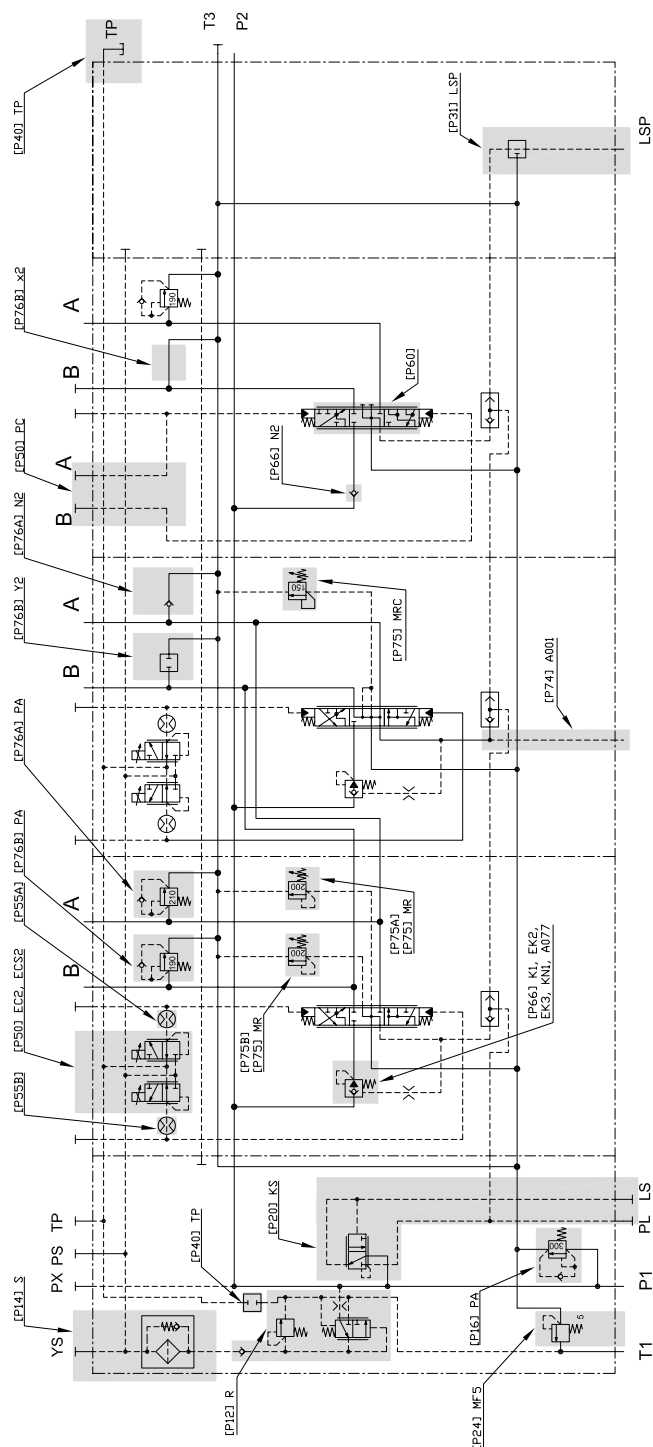 TP
[P40] TP
T3
P2
[P31] LSP
LSP
[P76B] x2
A
190
B
[P60]
[P50] PC
A
B
[P66] N2
[P76A] N2
A
150
[P75] MRC
[P76B] Y2
B
[P74] A001
[P76A] PA
[P76B] PA
A
210
200
[P75A]
[P75] MR
[P55A]
B
190
200
[P75B]
[P75] MR
[P50] EC2, ECS2
[P66] K1, EK2,
EK3, KN1, A077
[P55B]
TP
PS
PX
[P20] KS
LS
PL
[P40] TP
300
[P16] PA
P1
[P14] S
YS
[P12] R
5
T1
[P24] MF5